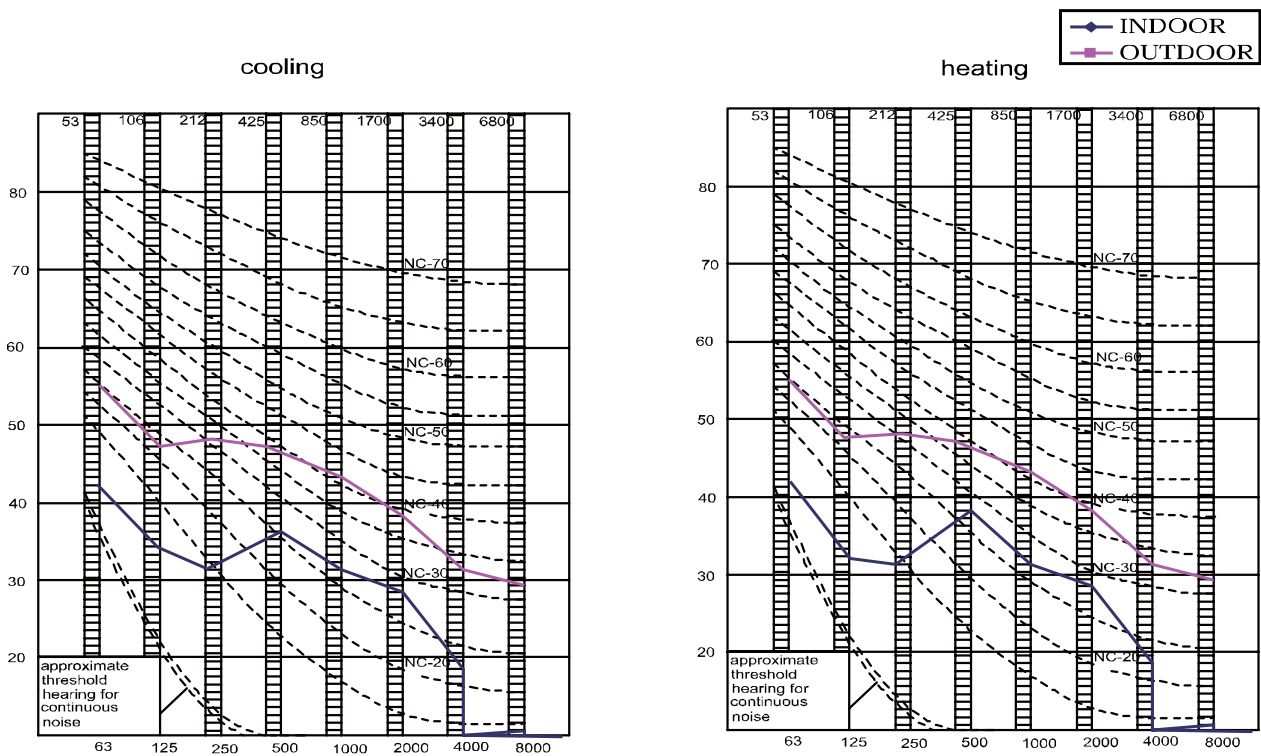 INDOOR
OUTDOOR
cooling
53 106 212 425 850 1700 3400 6800
80
NC-70
70
60
NC-60
50
NC-50
NC-40
40
30
NC-30
20
NC-20
approximate
threshold
hearing for
continuous
noise
63 125 250 500 1000 2000 4000 8000
heating
53 106 212 425 850 1700 3400 6800
80
NC-70
70
60
NC-60
50
NC-50
40
NC-40
30
NC-30
20
NC-20
approximate
threshold
hearing for
continuous
noise
63 125 250 500 1000 2000 4000 8000